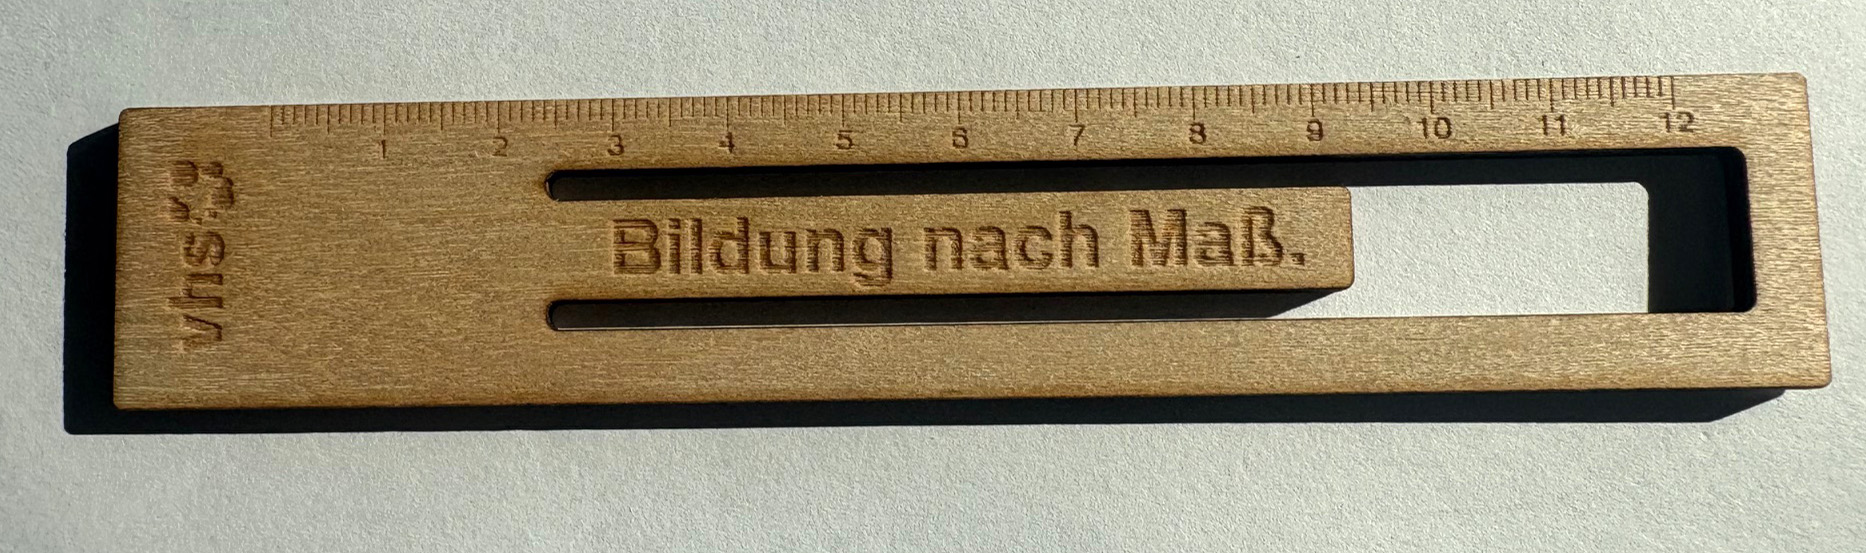 1 2 3 4 5 6 7 8 9 10 11 12
vhs
Bildung nach Maß.